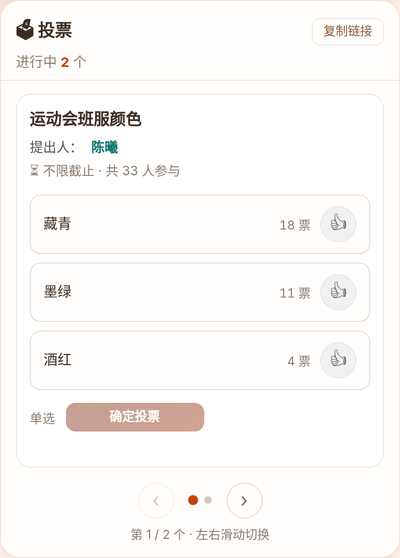 🗳️ 投票
复制链接
进行中 2 个
运动会班服颜色
提出人： 陈曦
⏳ 不限截止 · 共 33 人参与
藏青 18 票 👍
墨绿 11 票 👍
酒红 4 票 👍
单选 确定投票
‹ ›
第 1 / 2 个 · 左右滑动切换